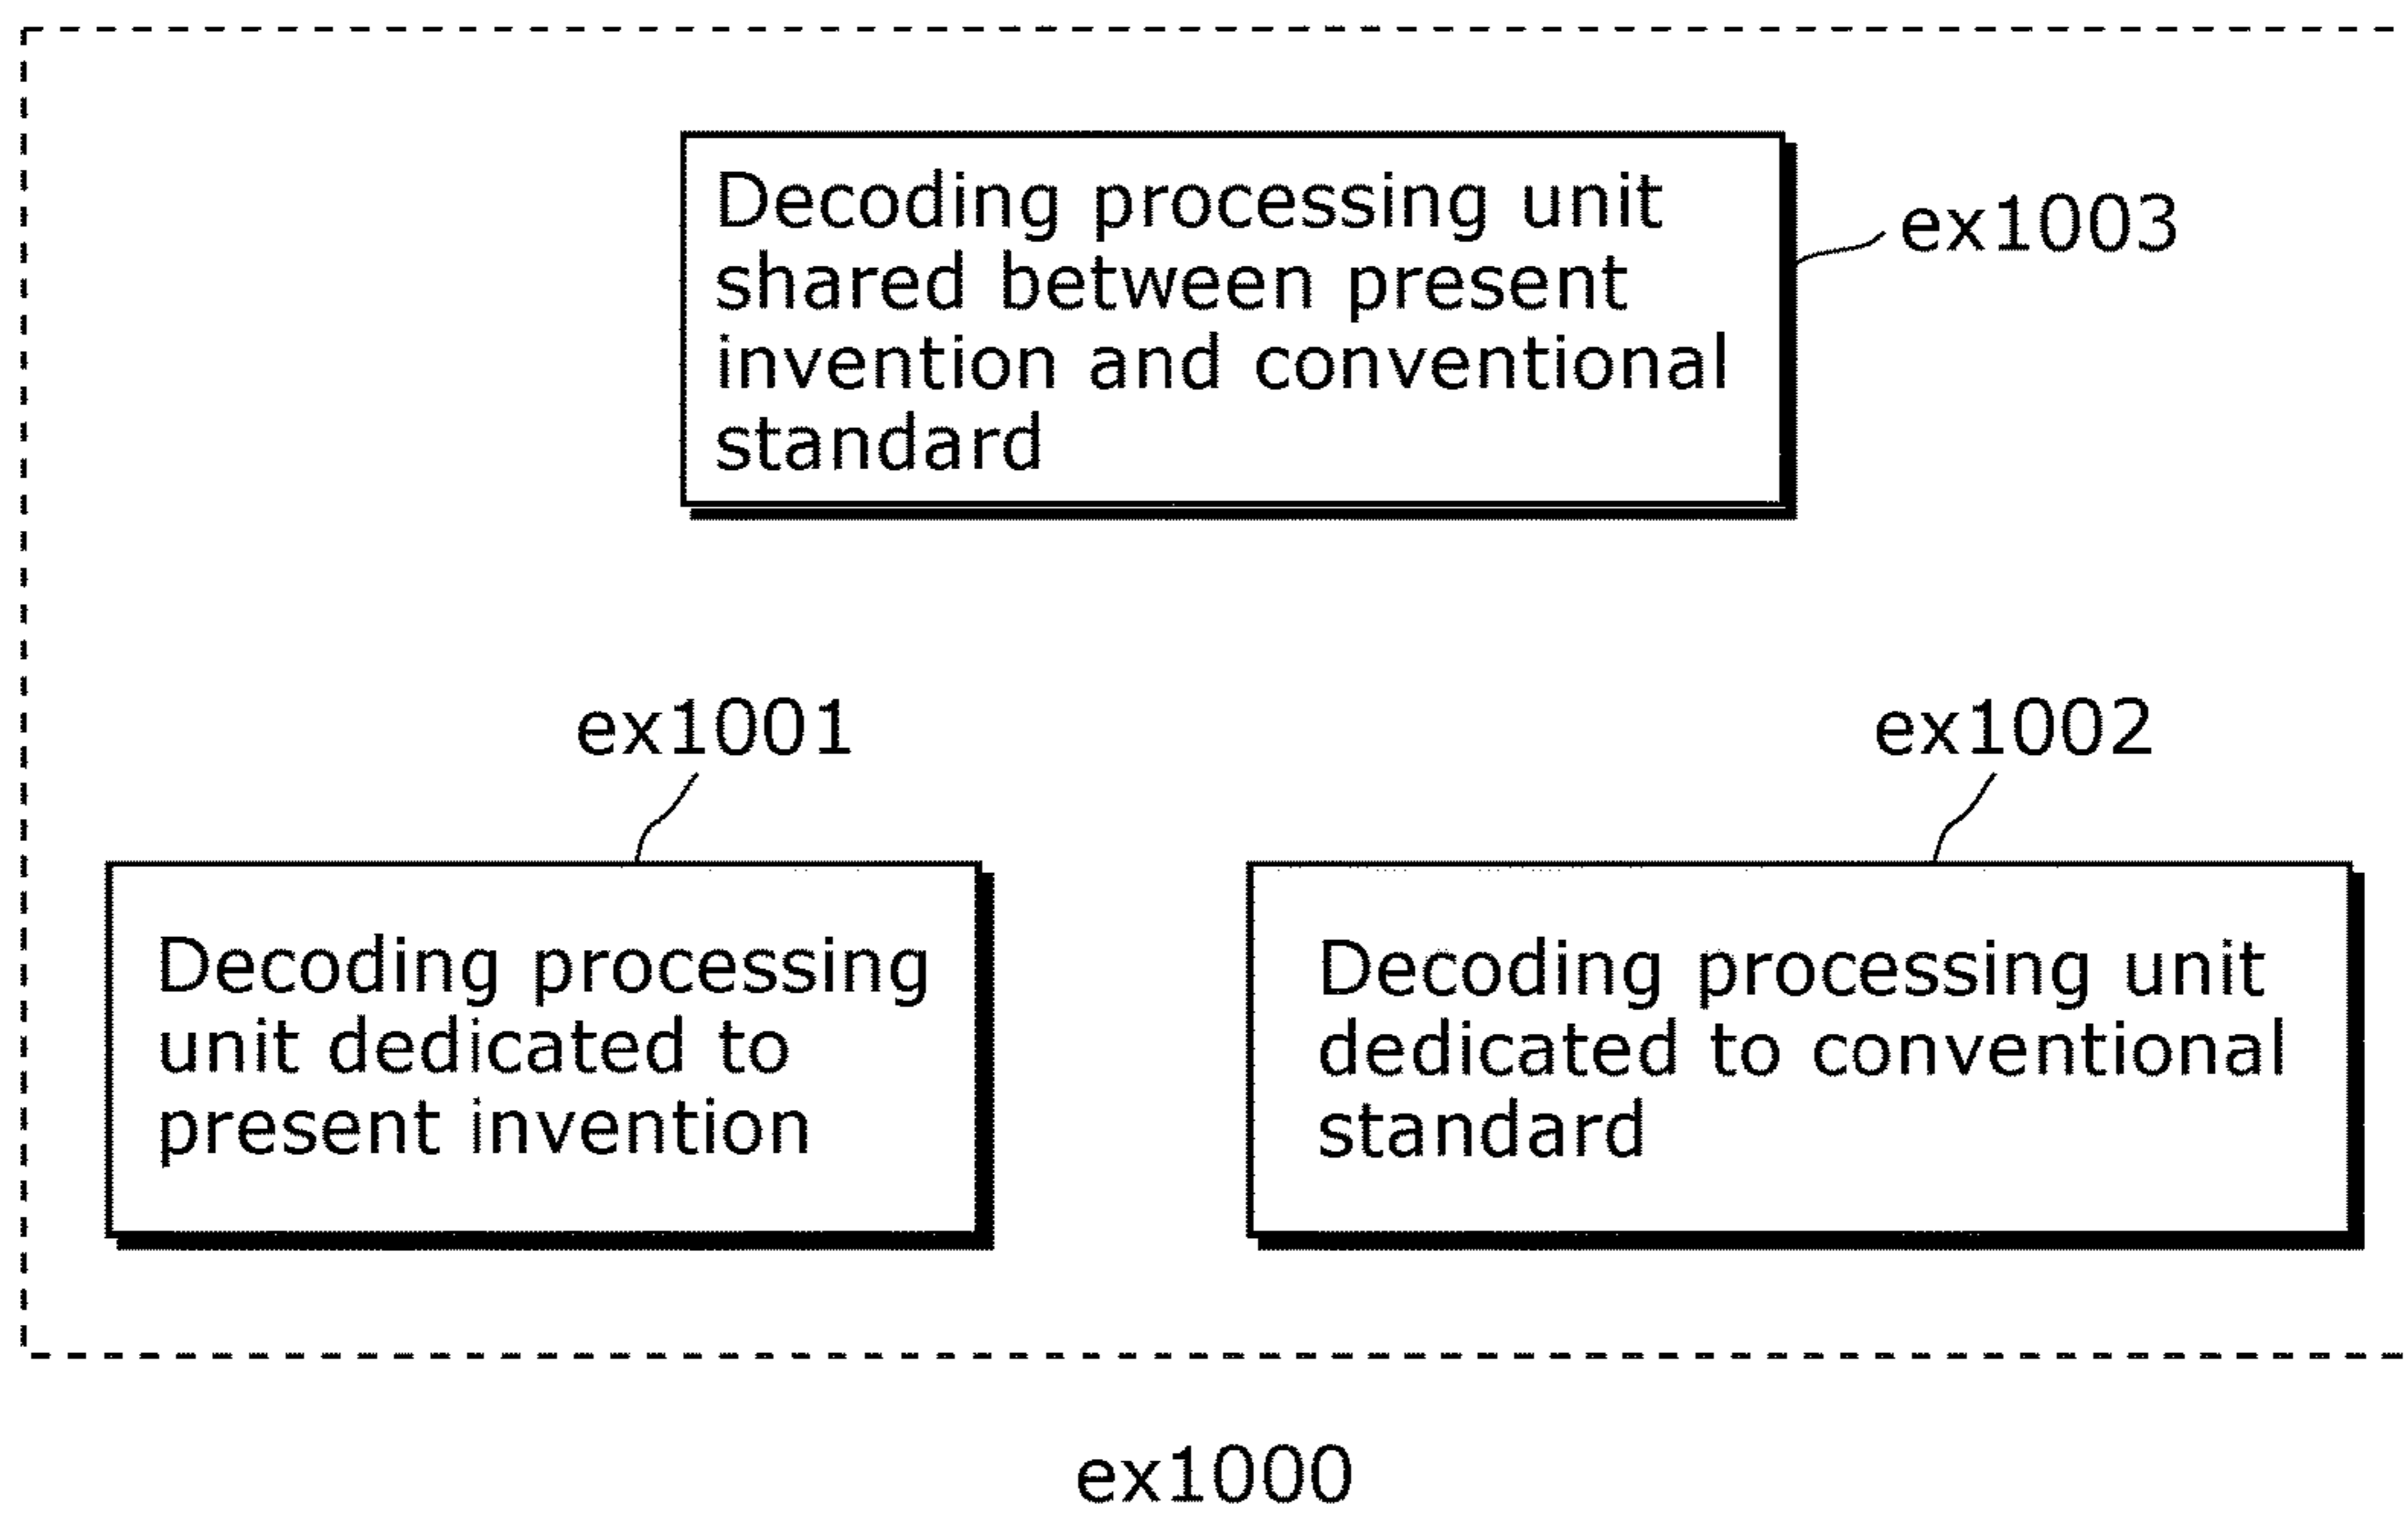 Decoding processing unit
shared between present
invention and conventional
standard
ex1003
ex1001
ex1002
Decoding processing
unit dedicated to
present invention
Decoding processing unit
dedicated to conventional
standard
ex1000